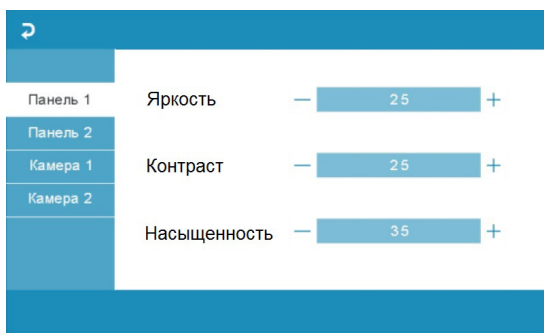 Панель 1
Панель 2
Камера 1
Камера 2
Яркость — 25 +
Контраст — 25 +
Насыщенность — 35 +